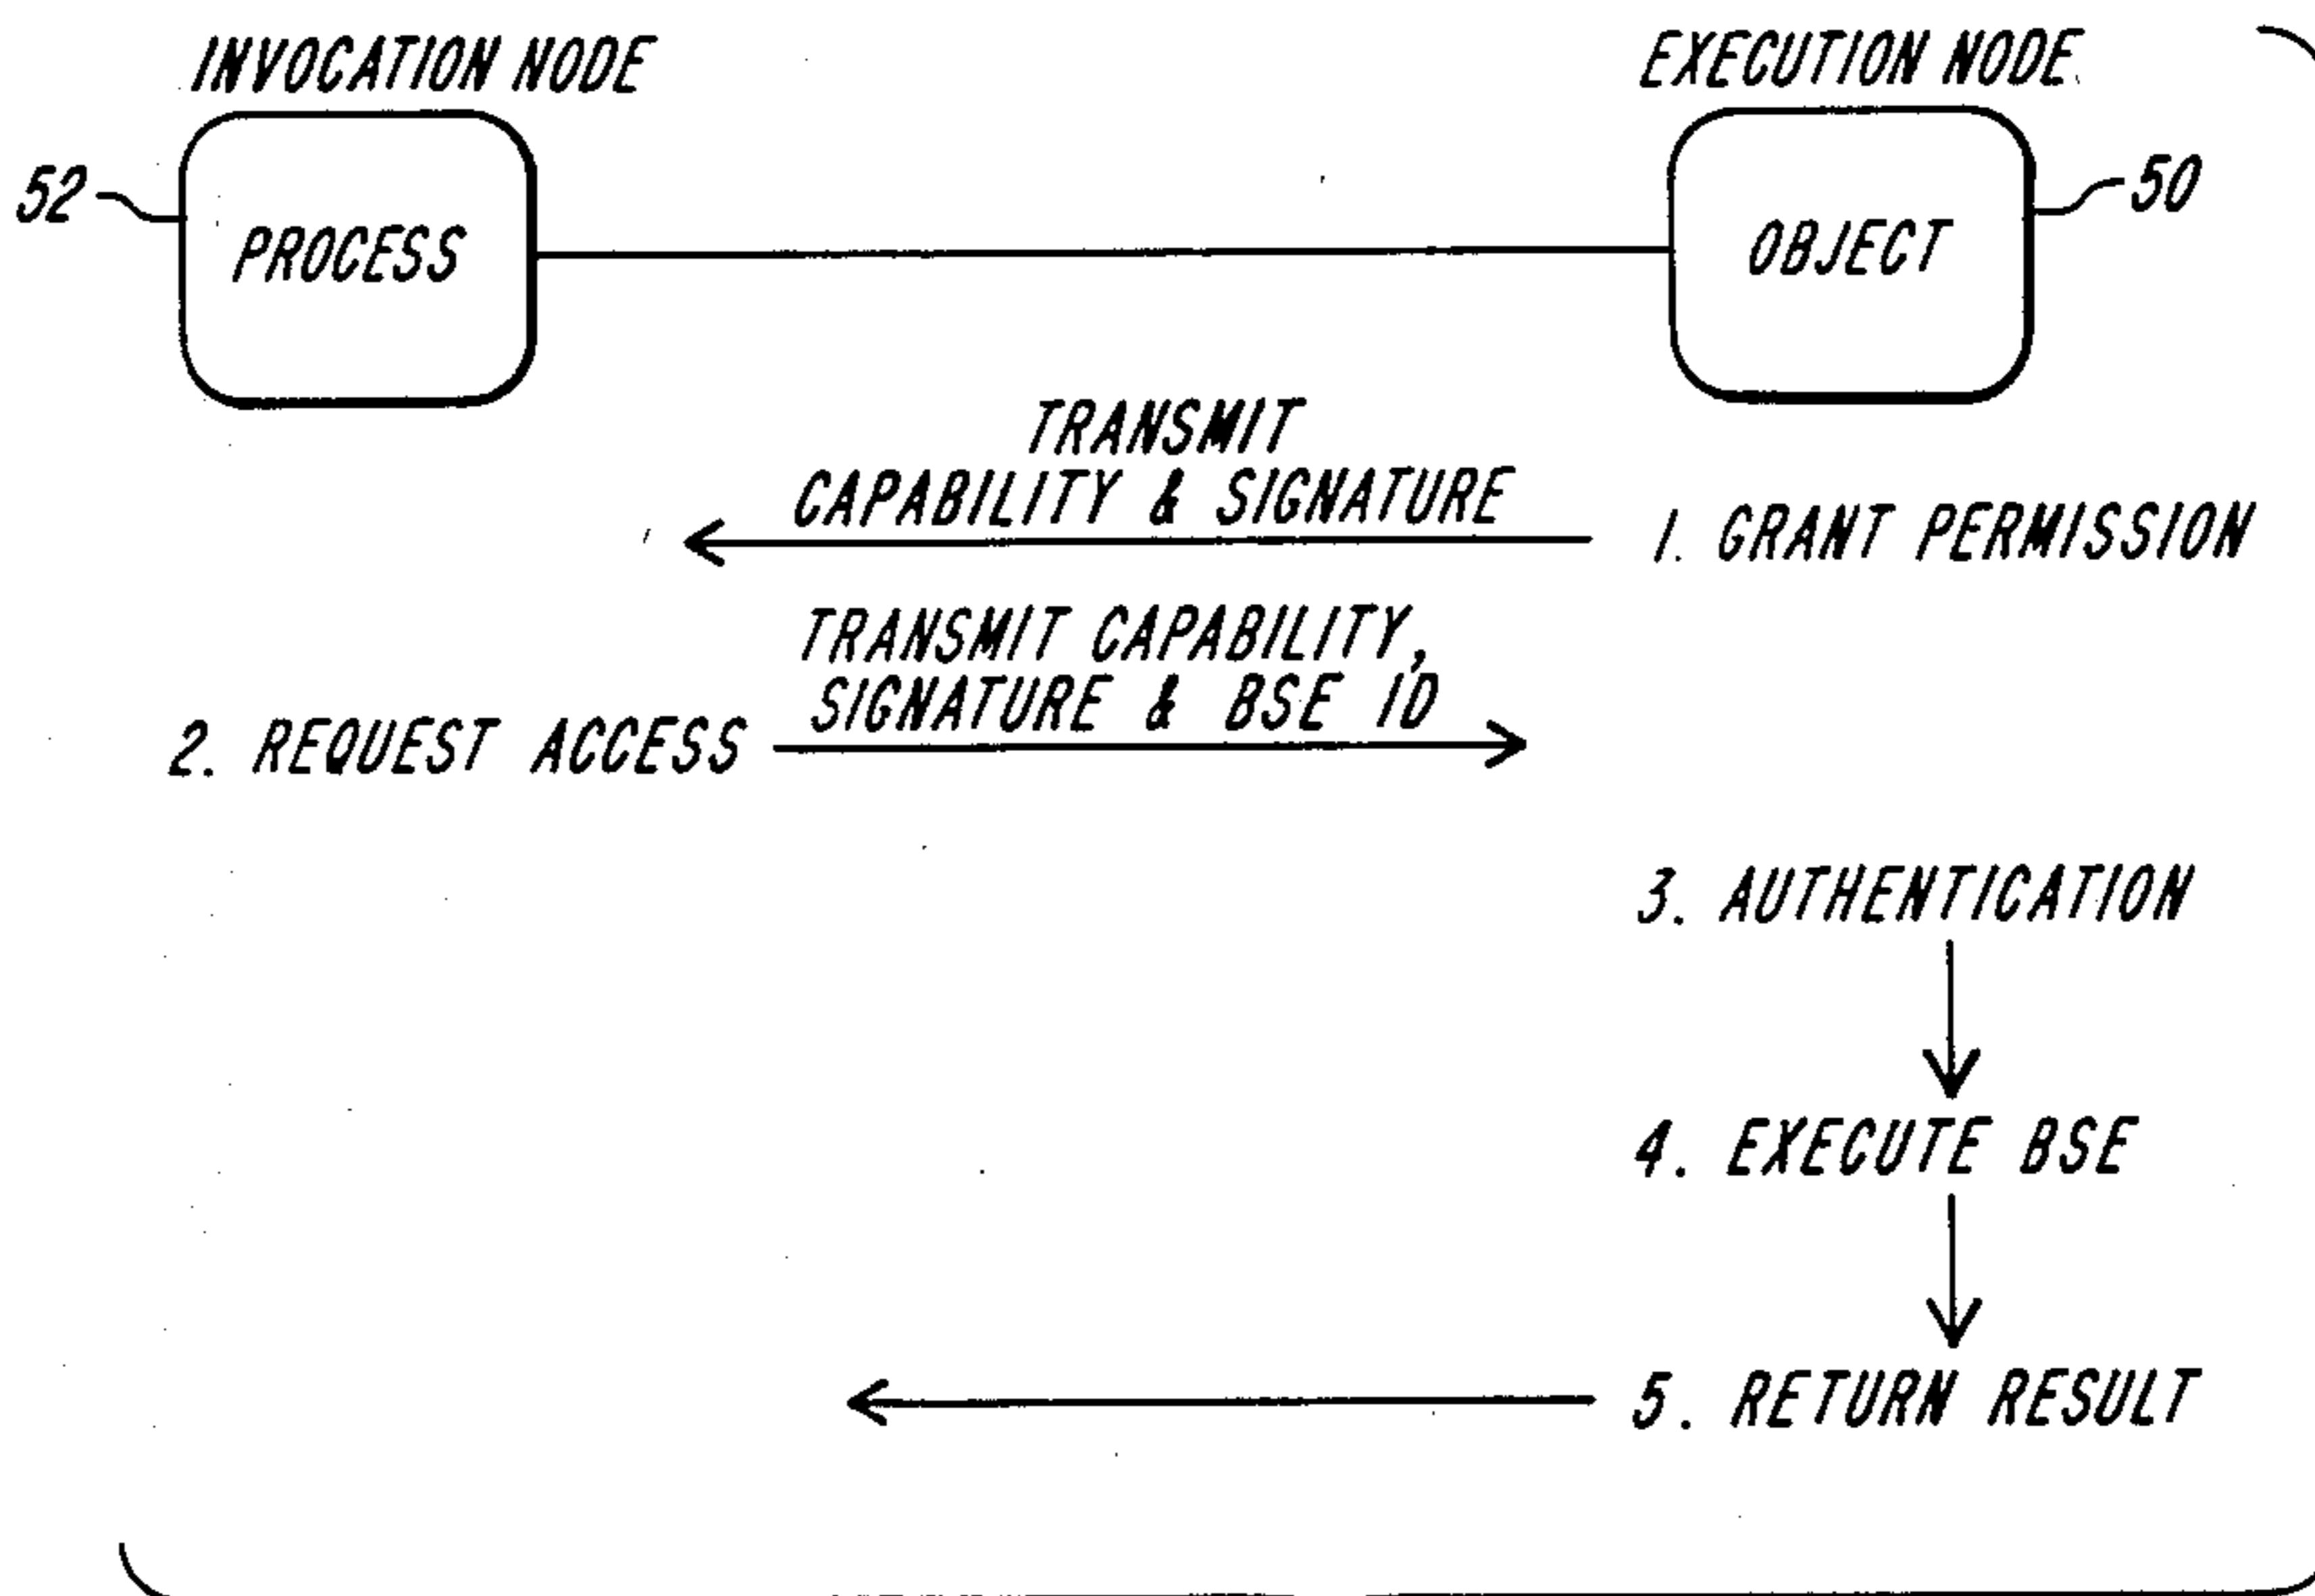 INVOCATION NODE
EXECUTION NODE
52
PROCESS
OBJECT
50
TRANSMIT
CAPABILITY & SIGNATURE
1. GRANT PERMISSION
TRANSMIT CAPABILITY,
SIGNATURE & BSE ID
2. REQUEST ACCESS
3. AUTHENTICATION
4. EXECUTE BSE
5. RETURN RESULT